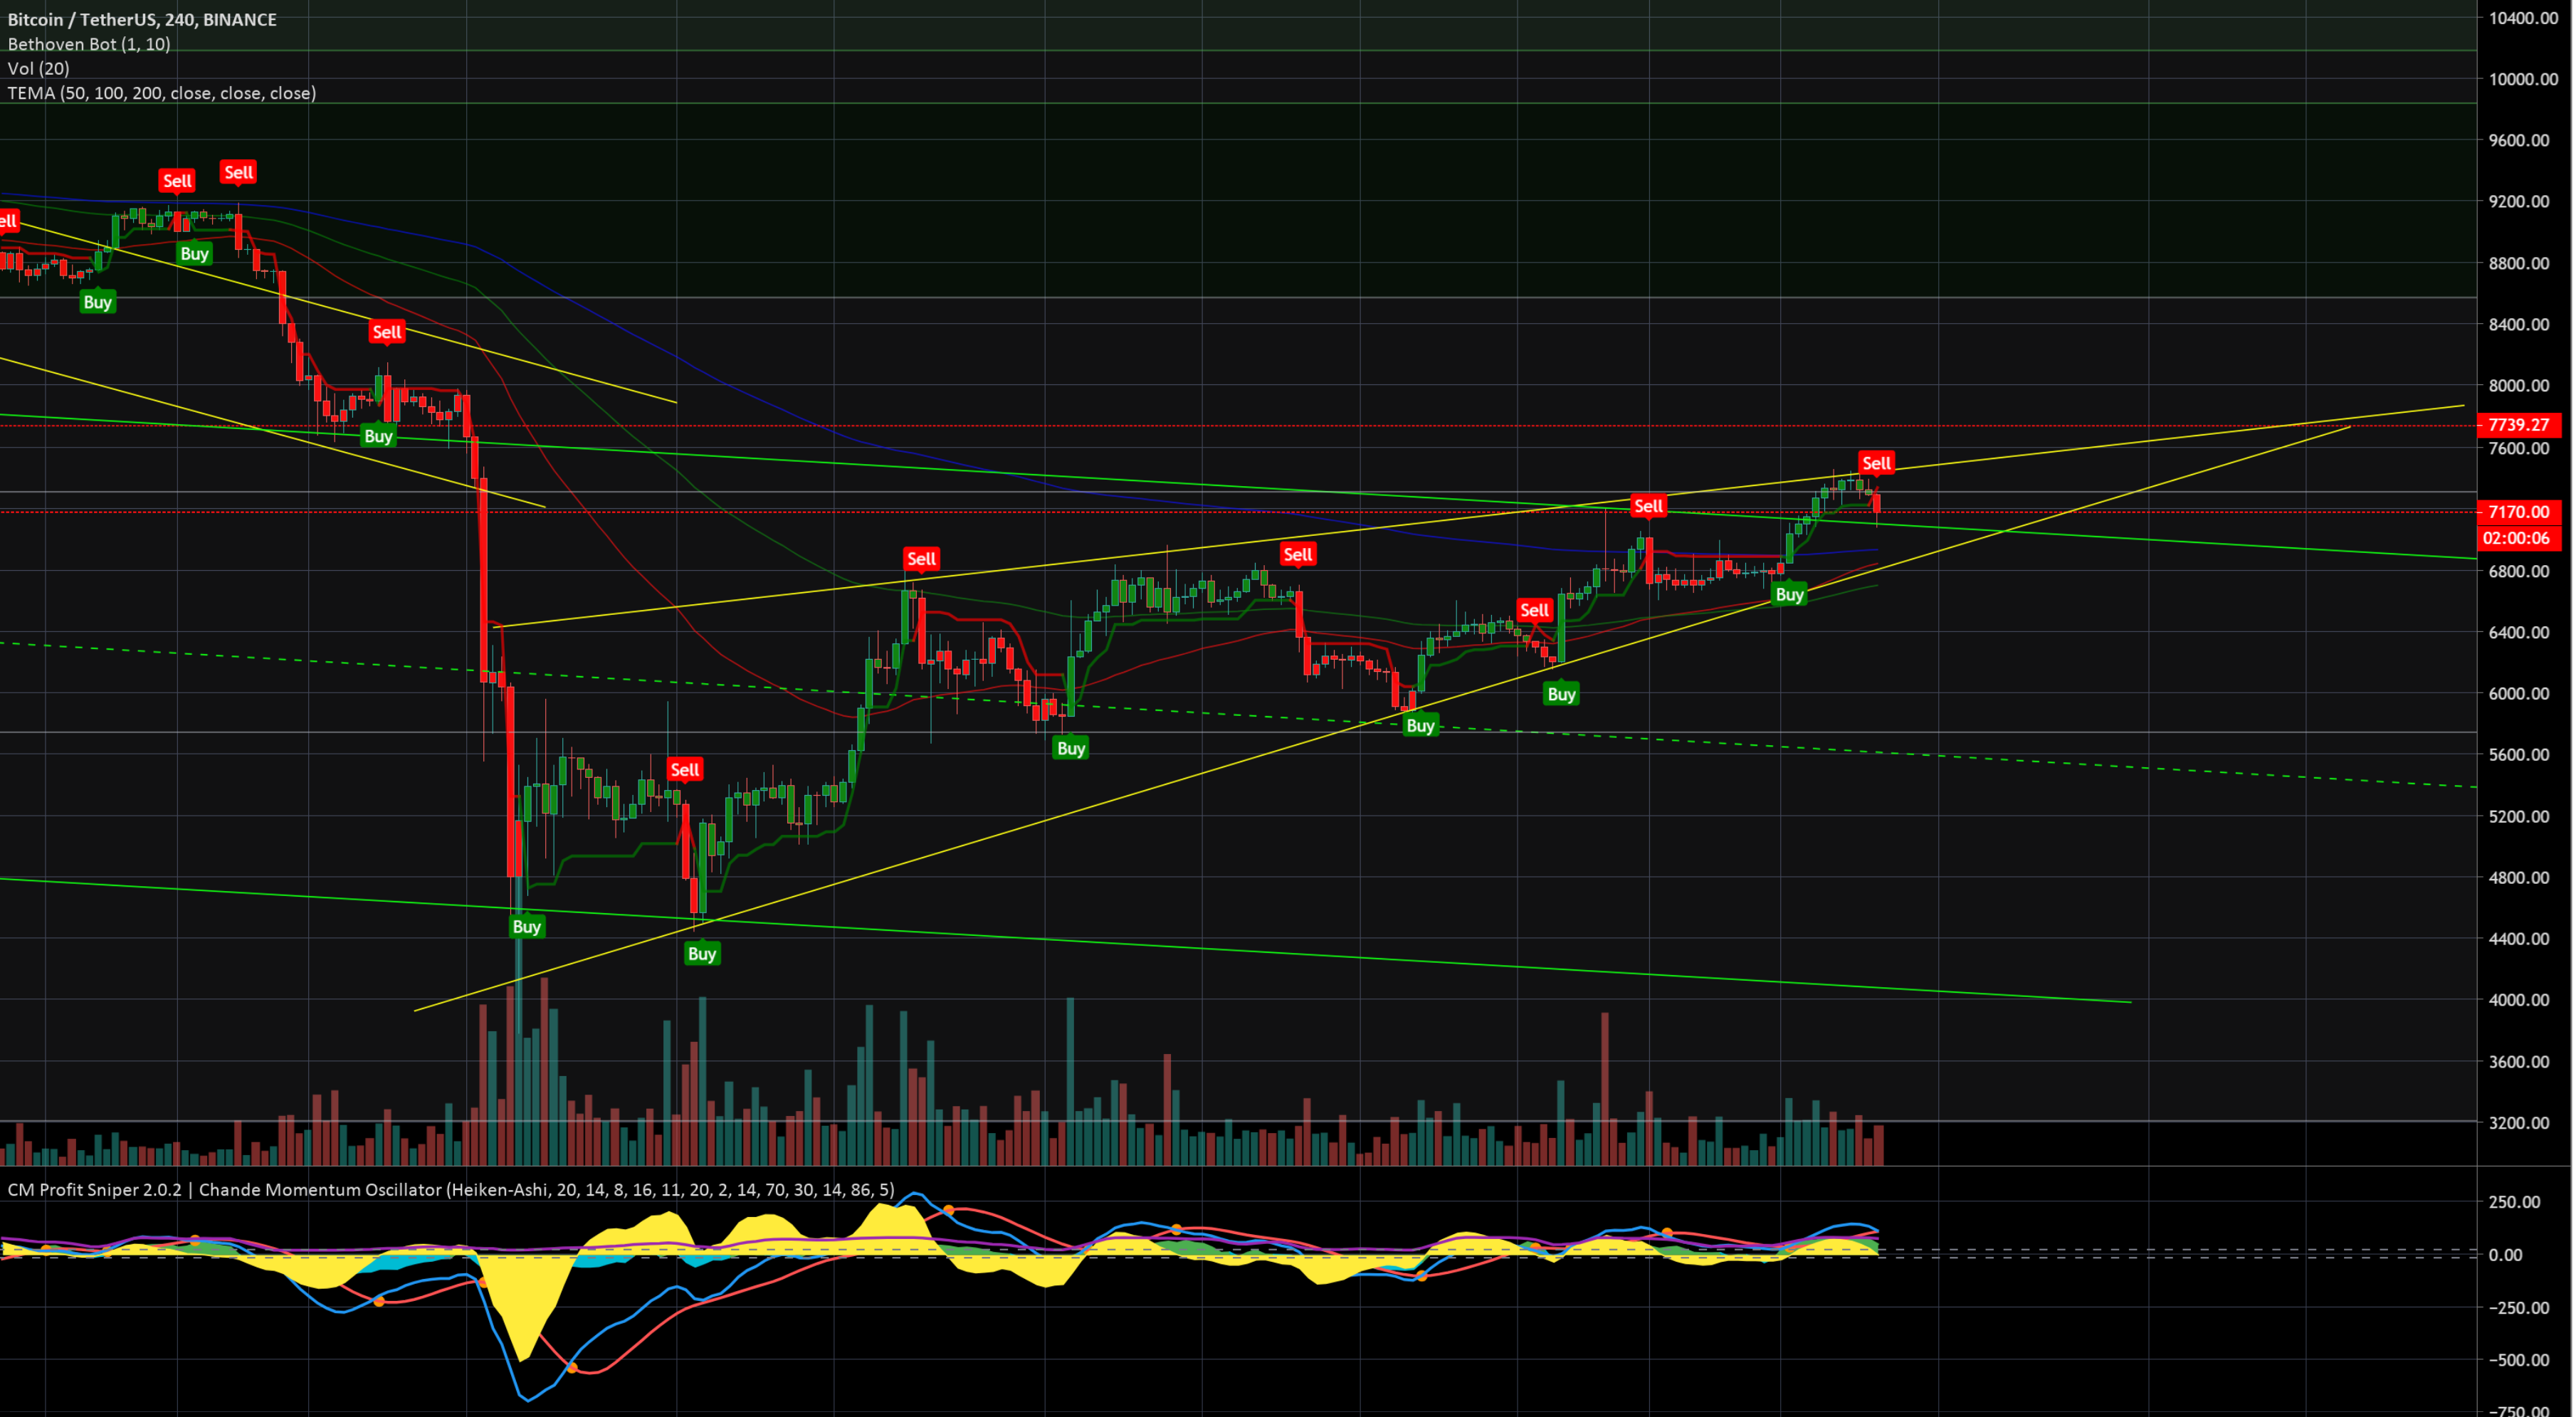 Bitcoin / TetherUS, 240, BINANCE
Bethoven Bot (1, 10)
Vol (20)
TEMA (50, 100, 200, close, close, close)
10400.00
10000.00
9600.00
9200.00
8800.00
8400.00
8000.00
7739.27
7600.00
7170.00
02:00:06
6800.00
6400.00
6000.00
5600.00
5200.00
4800.00
4400.00
4000.00
3600.00
3200.00
Sell
Sell
ell
Buy
Buy
Sell
Buy
Sell
Sell
Sell
Sell
Buy
Sell
Buy
Buy
Buy
Sell
Buy
Buy
CM Profit Sniper 2.0.2 | Chande Momentum Oscillator (Heiken-Ashi, 20, 14, 8, 16, 11, 20, 2, 14, 70, 30, 14, 86, 5)
250.00
0.00
−250.00
−500.00
−750.00